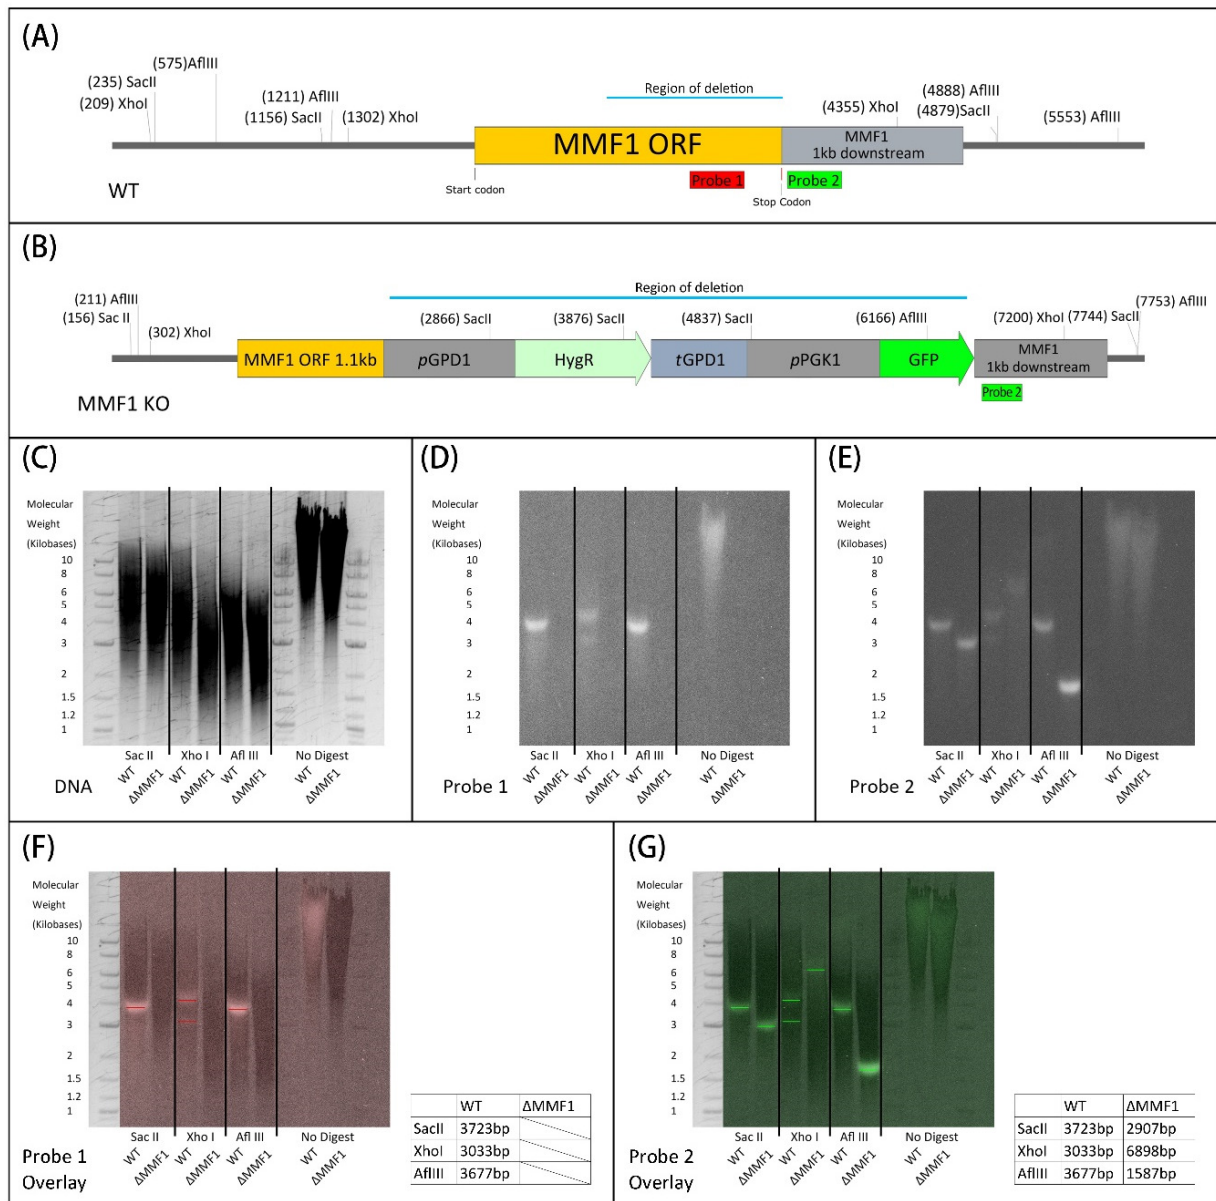 (A)
(575)AflIII
(235) SacII
(209) XhoI
(1211) AflIII
(1156) SacII
(1302) XhoI
Region of deletion
(4888) AflIII
(4879)SacII
(4355) XhoI
(5553) AflIII
MMF1 ORF
MMF1
1kb downstream
Probe 1
Probe 2
Start codon
Stop Codon
WT
(B)
Region of deletion
(211) AflIII
(156) Sac II
(302) XhoI
(2866) SacII
(3876) SacII
(4837) SacII
(6166) AflIII
(7200) XhoI
(7744) SacII
(7753) AflIII
MMF1 ORF 1.1kb
pGPD1
HygR
tGPD1
pPGK1
GFP
MMF1
1kb downstream
Probe 2
MMF1 KO
(C)
Molecular
Weight
(Kilobases)
10
8
6
5
4
3
2
1.5
1.2
1
Sac II
Xho I
Afl III
No Digest
WT
ΔMMF1
WT
ΔMMF1
WT
ΔMMF1
WT
ΔMMF1
DNA
(D)
Molecular
Weight
(Kilobases)
10
8
6
5
4
3
2
1.5
1.2
1
Sac II
Xho I
Afl III
No Digest
WT
ΔMMF1
WT
ΔMMF1
WT
ΔMMF1
WT
ΔMMF1
Probe 1
(E)
Molecular
Weight
(Kilobases)
10
8
6
5
4
3
2
1.5
1.2
1
Sac II
Xho I
Afl III
No Digest
WT
ΔMMF1
WT
ΔMMF1
WT
ΔMMF1
WT
ΔMMF1
Probe 2
(F)
Molecular
Weight
(Kilobases)
10
8
6
5
4
3
2
1.5
1.2
1
Sac II
Xho I
Afl III
No Digest
WT
ΔMMF1
WT
ΔMMF1
WT
ΔMMF1
WT
ΔMMF1
Probe 1
Overlay
WT ΔMMF1
SacII 3723bp
XhoI 3033bp
AflIII 3677bp
(G)
Molecular
Weight
(Kilobases)
10
8
6
5
4
3
2
1.5
1.2
1
Sac II
Xho I
Afl III
No Digest
WT
ΔMMF1
WT
ΔMMF1
WT
ΔMMF1
WT
ΔMMF1
Probe 2
Overlay
WT ΔMMF1
SacII 3723bp 2907bp
XhoI 3033bp 6898bp
AflIII 3677bp 1587bp